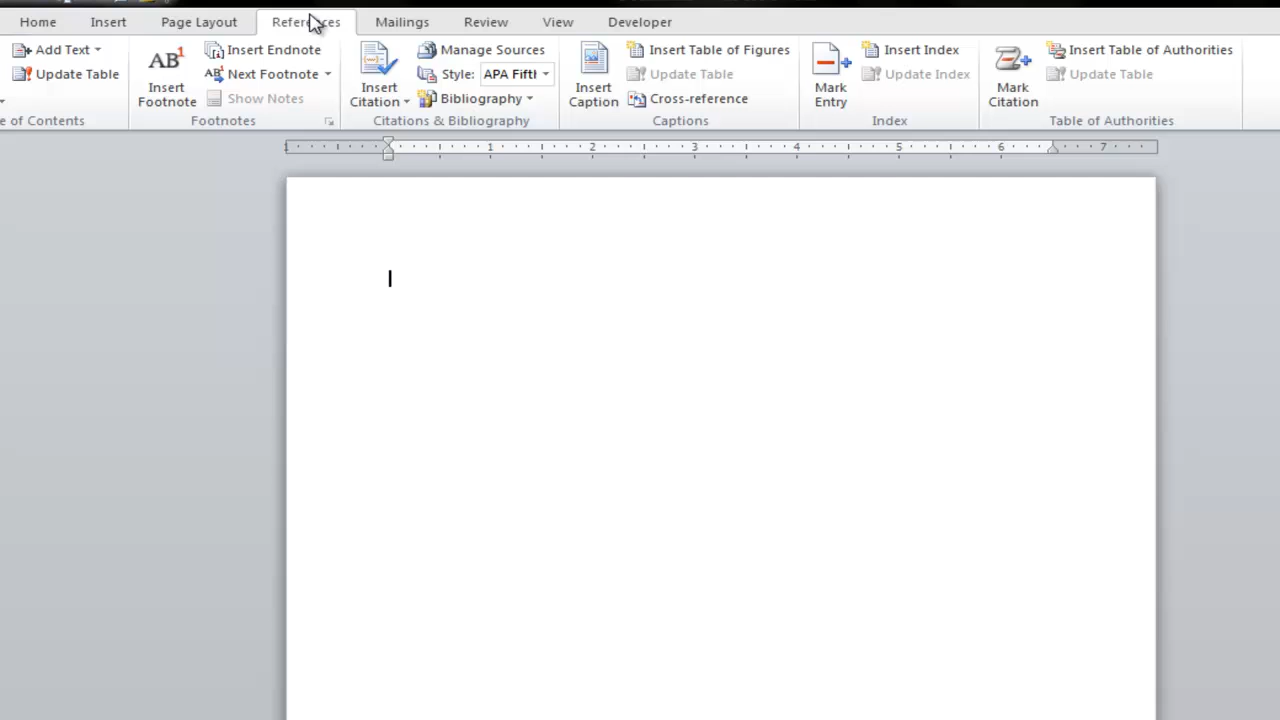 Home Insert Page Layout References Mailings Review View Developer
Add Text Insert Endnote Manage Sources Insert Table of Figures Insert Index Insert Table of Authorities
Update Table AB1 Next Footnote Style: APA Fift Update Table Update Index Update Table
Insert Footnote Show Notes Insert Citation Bibliography Insert Caption Cross-reference Mark Entry Mark Citation
e of Contents Footnotes Citations & Bibliography Captions Index Table of Authorities
1 1 2 3 4 5 6 7